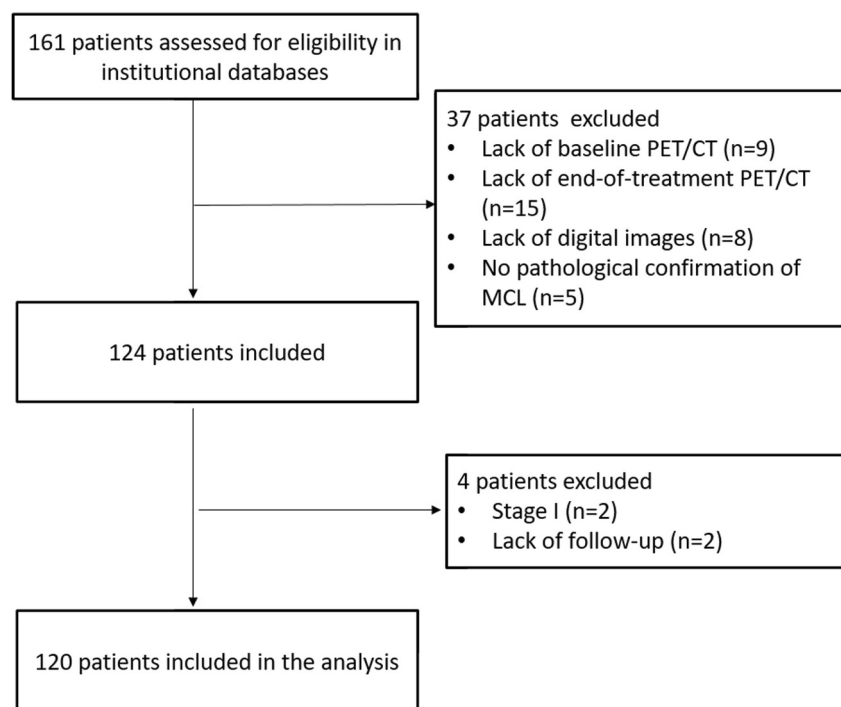 161 patients assessed for eligibility in
institutional databases
37 patients excluded
• Lack of baseline PET/CT (n=9)
• Lack of end-of-treatment PET/CT
(n=15)
• Lack of digital images (n=8)
• No pathological confirmation of
MCL (n=5)
124 patients included
4 patients excluded
• Stage I (n=2)
• Lack of follow-up (n=2)
120 patients included in the analysis